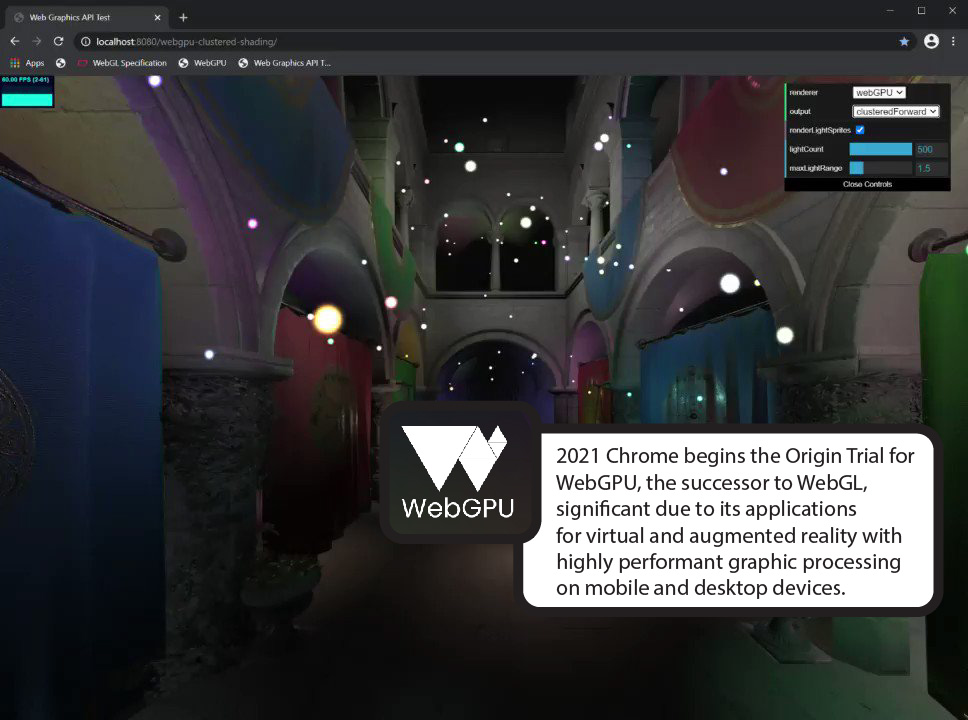 Web Graphics API Test
localhost:8080/webgpu-clustered-shading/
Apps WebGL Specification WebGPU Web Graphics API T...
60.00 FPS (2-61)
renderer webGPU
output clusteredForward
renderLightSprites
lightCount 500
maxLightRange 1.5
Close Controls
WebGPU
2021 Chrome begins the Origin Trial for
WebGPU, the successor to WebGL,
significant due to its applications
for virtual and augmented reality with
highly performant graphic processing
on mobile and desktop devices.